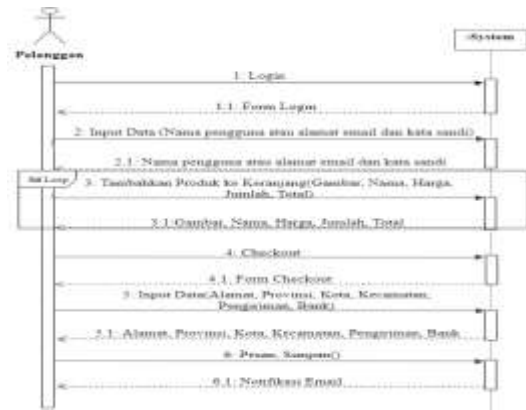 Pelanggan
:System
1: Login
1.1: Form Login
2: Input Data (Nama pengguna atau alamat email dan kata sandi)
2.1: Nama pengguna atau alamat email dan kata sandi
Loop
3: Tambahkan Produk ke Keranjang(Gambar, Nama, Harga,
Jumlah, Total)
3.1:Gambar, Nama, Harga, Jumlah, Total
4: Checkout
4.1: Form Checkout
5: Input Data(Alamat, Provinsi, Kota, Kecamatan,
Pengiriman, Bank)
5.1: Alamat, Provinsi, Kota, Kecamatan, Pengiriman, Bank
6: Pesan, Simpan()
6.1: Notifikasi Email